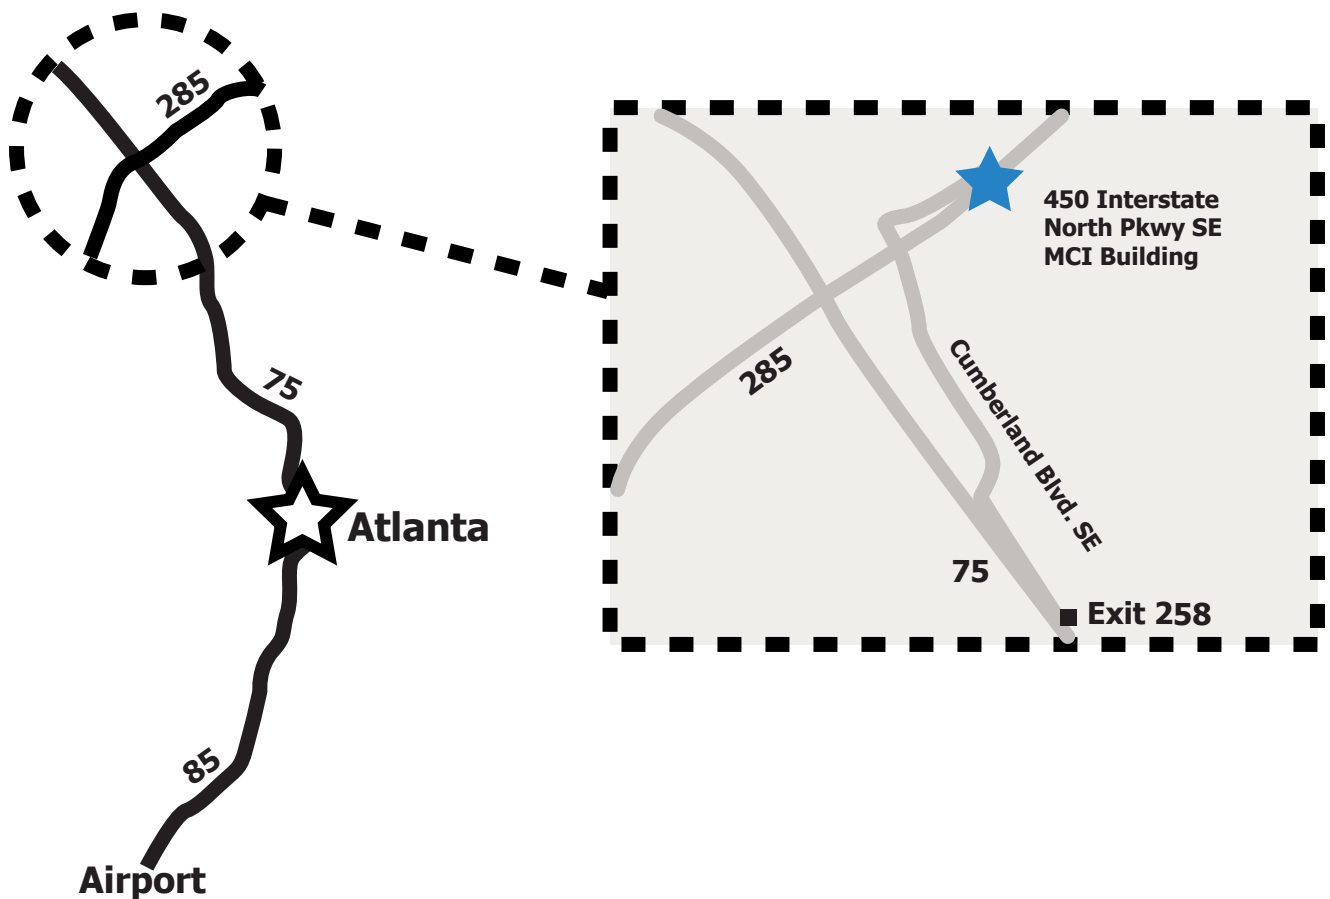 285
75
Atlanta
85
Airport
450 Interstate
North Pkwy SE
MCI Building
285
Cumberland Blvd. SE
75
Exit 258